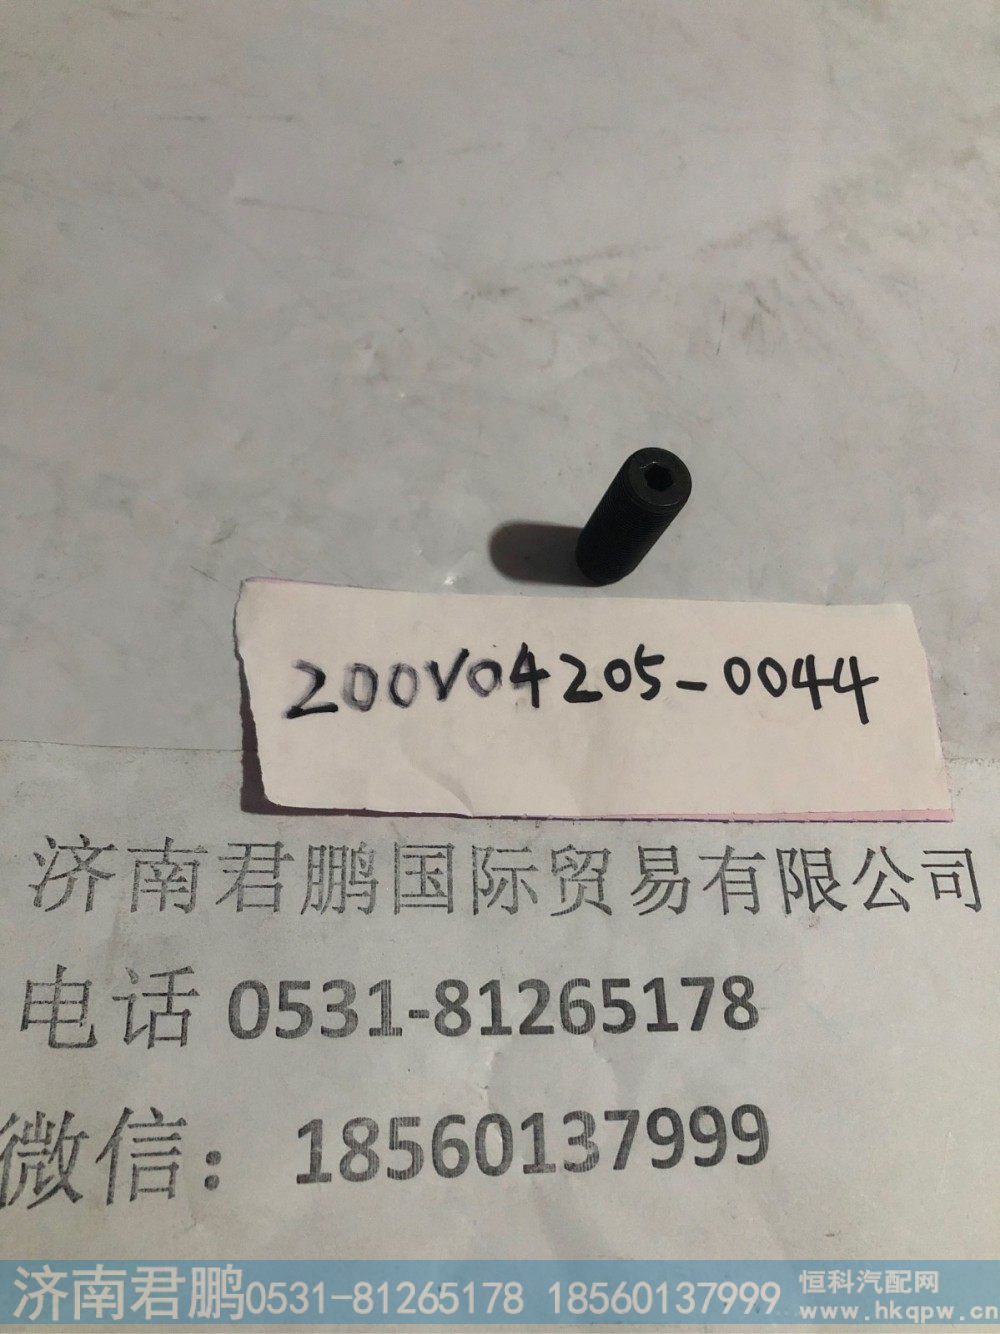 200V04205-0044
济南君鹏国际贸易有限公司
电话 0531-81265178
微信：18560137999
济南君鹏0531-81265178 18560137999
恒科汽配网
www.hkqpw.cn